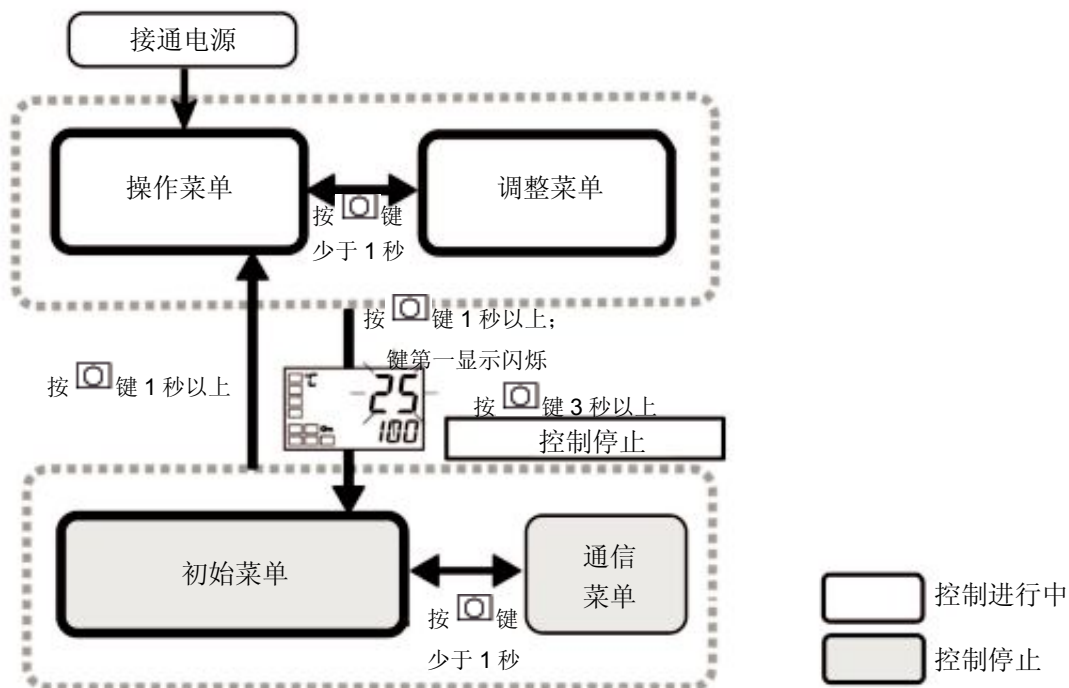 接通电源
操作菜单
调整菜单
按 键
少于 1 秒
按 键 1 秒以上；
键第一显示闪烁
按 键 1 秒以上
℃
25
100
按 键 3 秒以上
控制停止
初始菜单
通信
菜单
按 键
少于 1 秒
控制进行中
控制停止